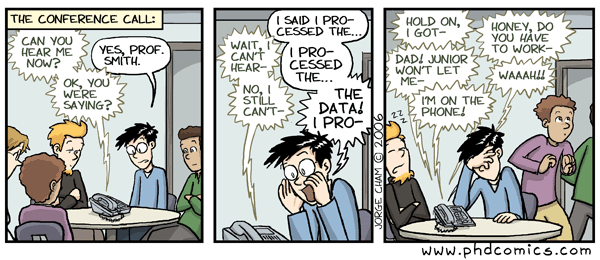 THE CONFERENCE CALL:
CAN YOU
HEAR ME
NOW?
YES, PROF.
SMITH.
OK, YOU
WERE
SAYING?
I SAID I PRO-
CESSED THE...
WAIT, I
CAN'T
HEAR-
I PRO-
CESSED
THE...
NO, I
STILL
CAN'T-
THE
DATA!
I PRO-
JORGE CHAM © 2006
HOLD ON,
I GOT-
HONEY, DO
YOU HAVE
TO WORK-
DAD! JUNIOR
WON'T LET
ME-
WAAAH!!
I'M ON THE
PHONE!
zzz
www.phdcomics.com